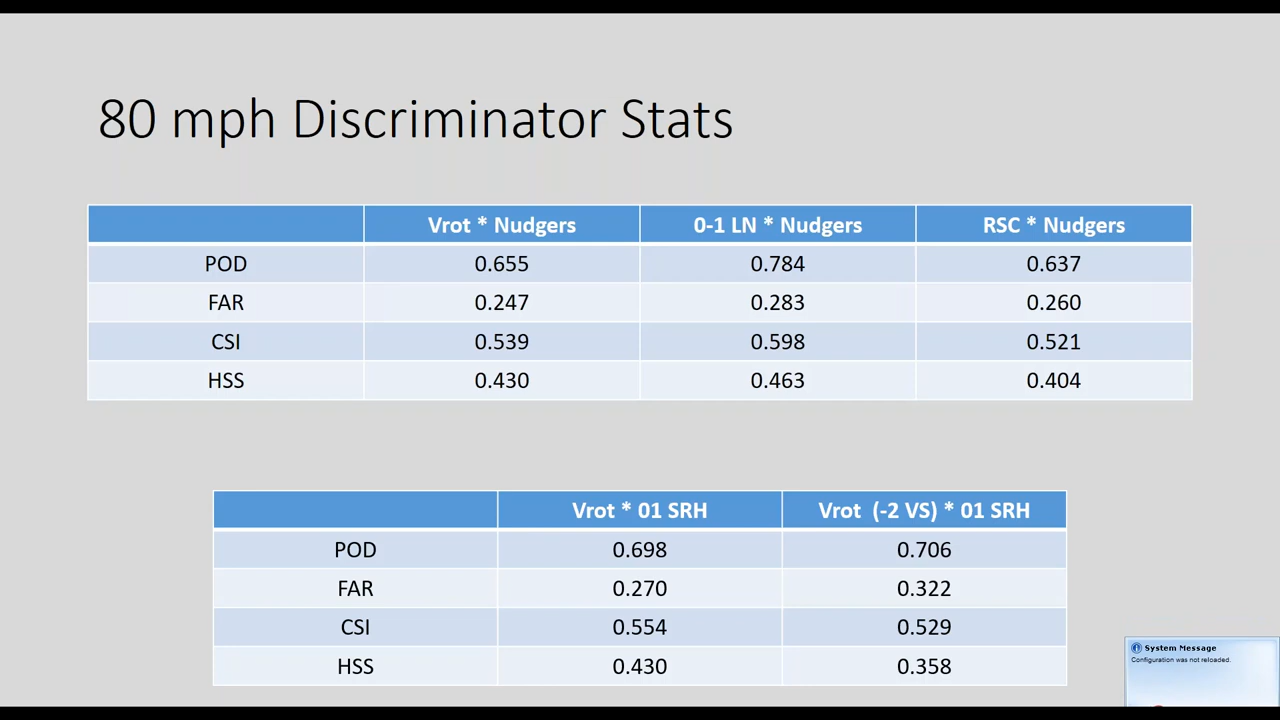 80 mph Discriminator Stats
Vrot * Nudgers 0-1 LN * Nudgers RSC * Nudgers
POD 0.655 0.784 0.637
FAR 0.247 0.283 0.260
CSI 0.539 0.598 0.521
HSS 0.430 0.463 0.404
Vrot * 01 SRH Vrot (-2 VS) * 01 SRH
POD 0.698 0.706
FAR 0.270 0.322
CSI 0.554 0.529
HSS 0.430 0.358
System Message
Configuration was not reloaded.